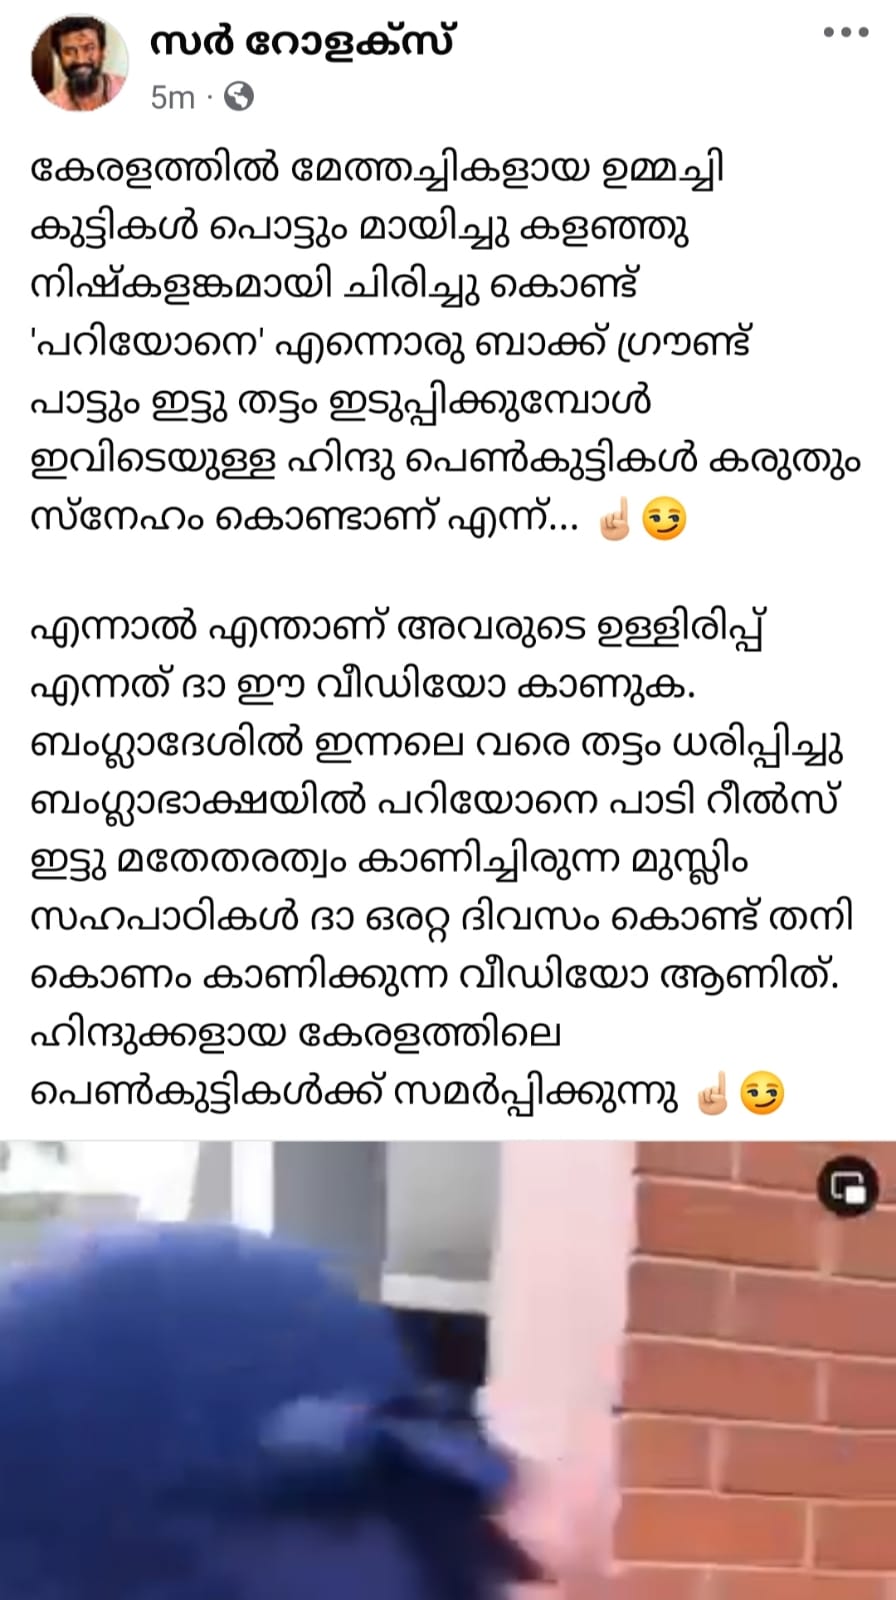 സർ റോളക്സ്
5m ·
കേരളത്തിൽ മേത്തച്ചികളായ ഉമ്മച്ചി
കുട്ടികൾ പൊട്ടും മായിച്ചു കളഞ്ഞു
നിഷ്കളങ്കമായി ചിരിച്ചു കൊണ്ട്
'പറിയോനെ' എന്നൊരു ബാക്ക് ഗ്രൗണ്ട്
പാട്ടും ഇട്ടു തട്ടം ഇടുപ്പിക്കുമ്പോൾ
ഇവിടെയുള്ള ഹിന്ദു പെൺകുട്ടികൾ കരുതും
സ്നേഹം കൊണ്ടാണ് എന്ന്... ☝🏻😏
എന്നാൽ എന്താണ് അവരുടെ ഉള്ളിരിപ്പ്
എന്നത് ദാ ഈ വീഡിയോ കാണുക.
ബംഗ്ലാദേശിൽ ഇന്നലെ വരെ തട്ടം ധരിപ്പിച്ചു
ബംഗ്ലാഭാക്ഷയിൽ പറിയോനെ പാടി റീൽസ്
ഇട്ടു മതേതരത്വം കാണിച്ചിരുന്ന മുസ്ലിം
സഹപാഠികൾ ദാ ഒരറ്റ ദിവസം കൊണ്ട് തനി
കൊണം കാണിക്കുന്ന വീഡിയോ ആണിത്.
ഹിന്ദുക്കളായ കേരളത്തിലെ
പെൺകുട്ടികൾക്ക് സമർപ്പിക്കുന്നു ☝🏻😏